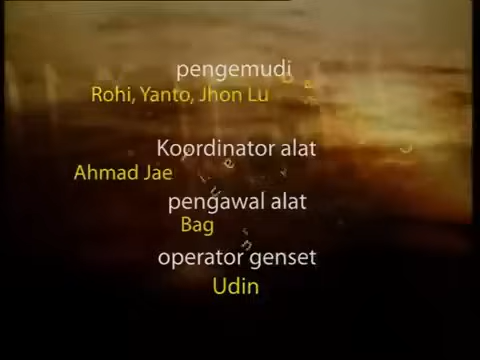 pengemudi
Rohi, Yanto, Jhon Lu
Koordinator alat
Ahmad Jae
pengawal alat
Bag
operator genset
Udin